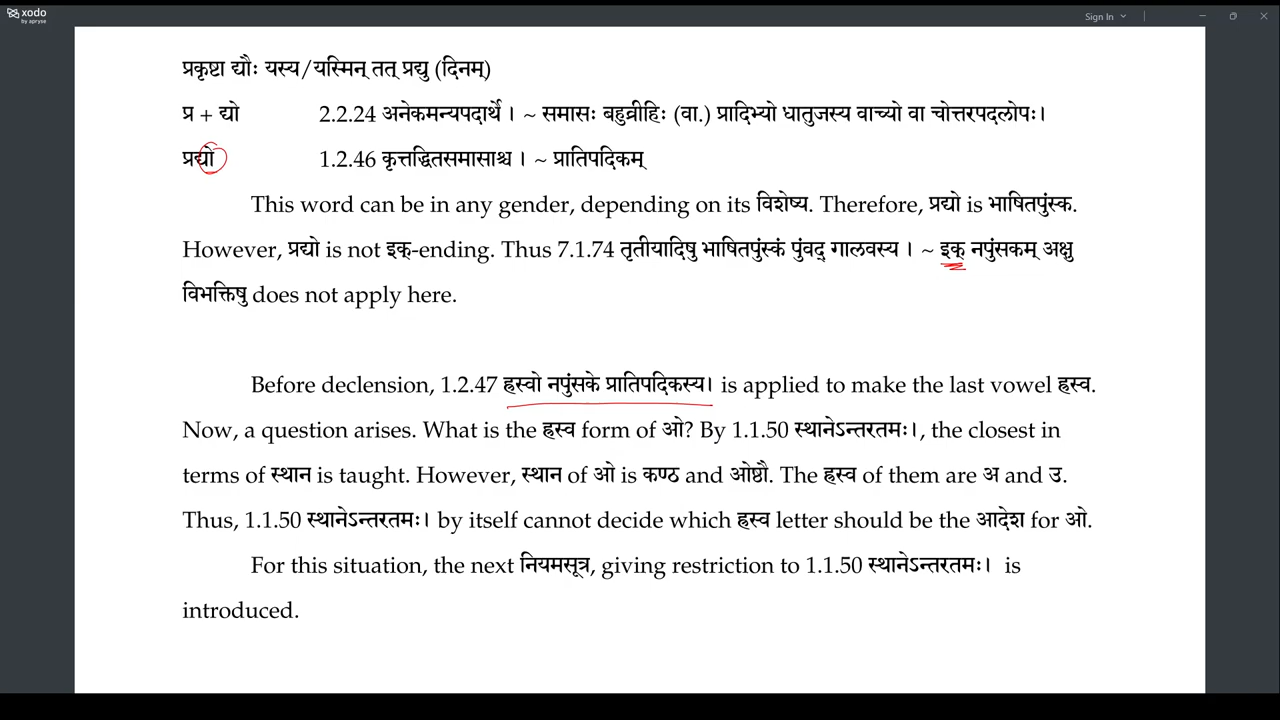 xodo
by apryse
Sign In
प्रकृष्टा द्यौः यस्य/यस्मिन् तत् प्रद्यु (दिनम्)
प्र + द्यो 2.2.24 अनेकमन्यपदार्थे । ~ समासः बहुव्रीहिः (वा.) प्रादिभ्यो धातुजस्य वाच्यो वा चोत्तरपदलोपः।
प्रद्यो 1.2.46 कृत्तद्धितसमासाश्च । ~ प्रातिपदिकम्
This word can be in any gender, depending on its विशेष्य. Therefore, प्रद्यो is भाषितपुंस्क.
However, प्रद्यो is not इक्-ending. Thus 7.1.74 तृतीयादिषु भाषितपुंस्कं पुंवद् गालवस्य । ~ इक् नपुंसकम् अक्षु
विभक्तिषु does not apply here.
Before declension, 1.2.47 ह्रस्वो नपुंसके प्रातिपदिकस्य। is applied to make the last vowel ह्रस्व.
Now, a question arises. What is the ह्रस्व form of ओ? By 1.1.50 स्थानेऽन्तरतमः।, the closest in
terms of स्थान is taught. However, स्थान of ओ is कण्ठ and ओष्ठौ. The ह्रस्व of them are अ and उ.
Thus, 1.1.50 स्थानेऽन्तरतमः। by itself cannot decide which ह्रस्व letter should be the आदेश for ओ.
For this situation, the next नियमसूत्र, giving restriction to 1.1.50 स्थानेऽन्तरतमः। is
introduced.